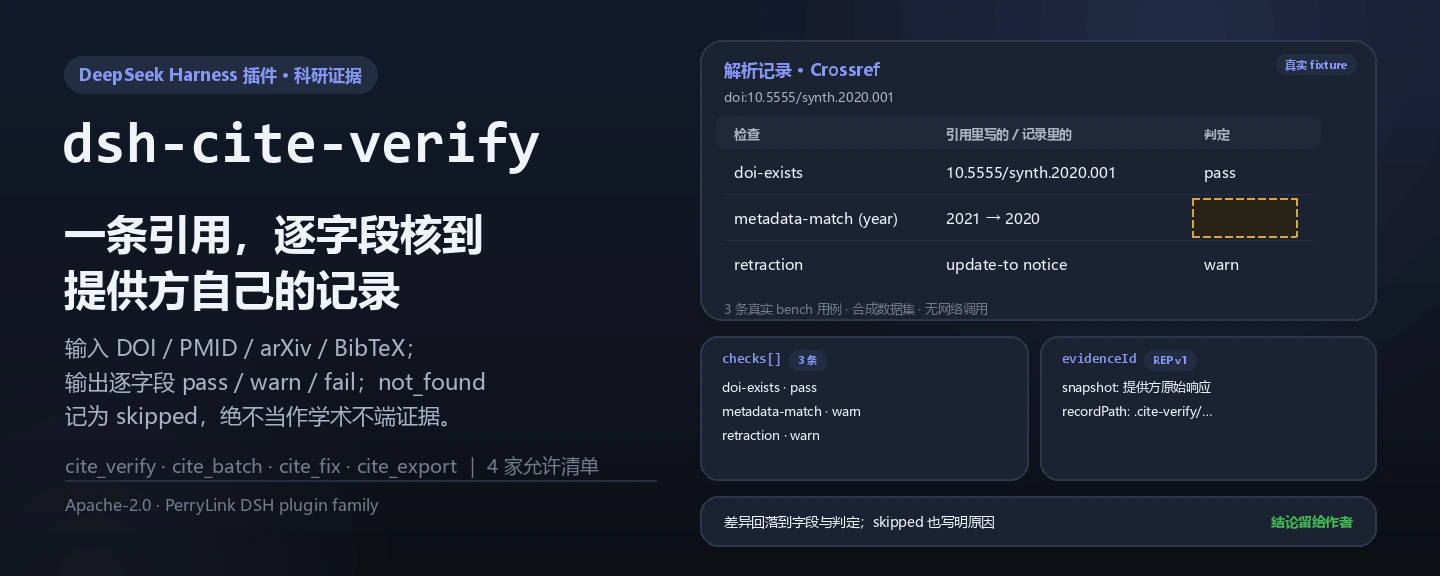 DeepSeek Harness 插件 • 科研证据
dsh-cite-verify
一条引用，逐字段核到
提供方自己的记录
输入 DOI / PMID / arXiv / BibTeX；
输出逐字段 pass / warn / fail；not_found
记为 skipped，绝不当作学术不端证据。
cite_verify · cite_batch · cite_fix · cite_export | 4 家允许清单
Apache-2.0 · PerryLink DSH plugin family
解析记录 • Crossref
真实 fixture
doi:10.5555/synth.2020.001
检查 引用里写的 / 记录里的 判定
doi-exists 10.5555/synth.2020.001 pass
metadata-match (year) 2021 → 2020
retraction update-to notice warn
3 条真实 bench 用例 · 合成数据集 · 无网络调用
checks[] 3 条
doi-exists · pass
metadata-match · warn
retraction · warn
evidenceId REP v1
snapshot: 提供方原始响应
recordPath: .cite-verify/…
差异回落到字段与判定；skipped 也写明原因
结论留给作者